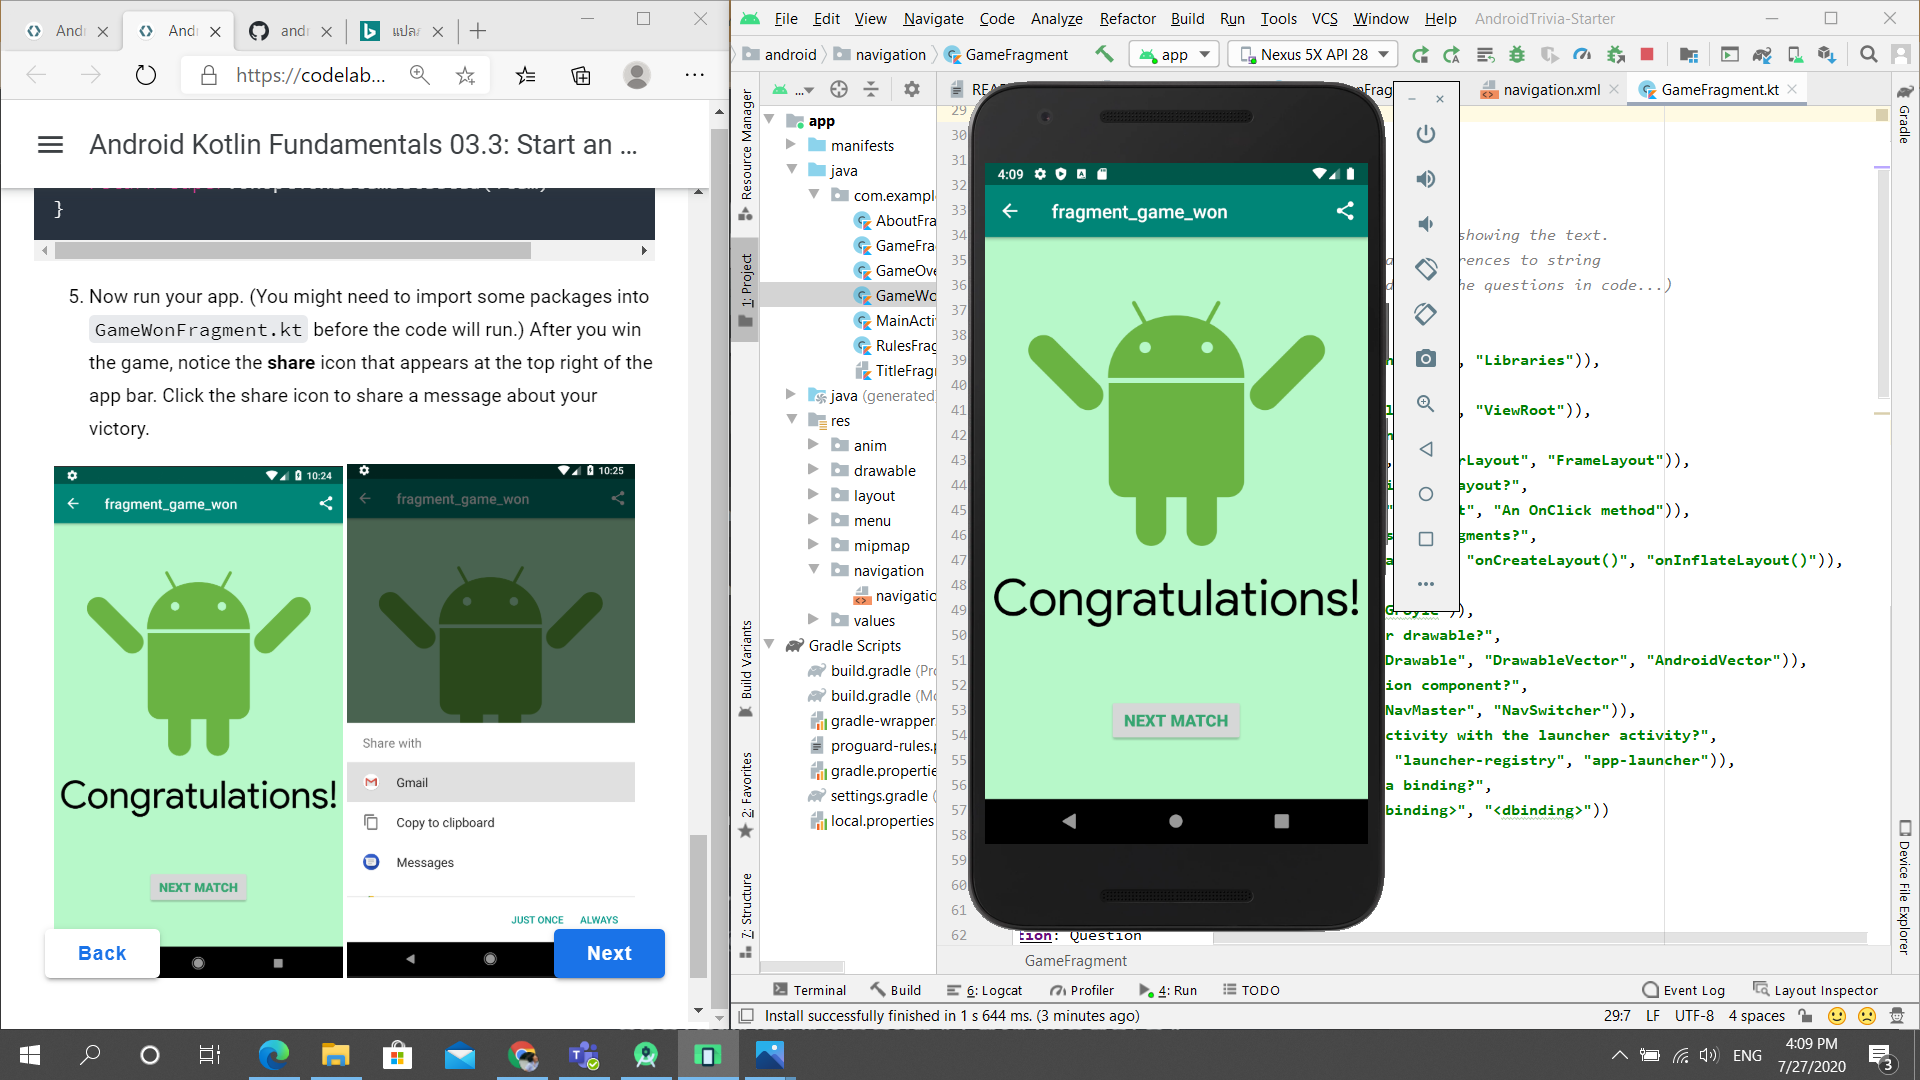 And
And
andr
แปล
https://codelab...
Android Kotlin Fundamentals 03.3: Start an ...
}
5. Now run your app. (You might need to import some packages into
GameWonFragment.kt before the code will run.) After you win
the game, notice the share icon that appears at the top right of the
app bar. Click the share icon to share a message about your
victory.
10:24
fragment_game_won
Congratulations!
NEXT MATCH
10:25
fragment_game_won
Share with
Gmail
Copy to clipboard
Messages
JUST ONCE ALWAYS
Back
Next
File Edit View Navigate Code Analyze Refactor Build Run Tools VCS Window Help AndroidTrivia-Starter
android navigation GameFragment app Nexus 5X API 28
...
REA
nFrag
navigation.xml
GameFragment.kt
Resource Manager
1: Project
Build Variants
2: Favorites
7: Structure
app
manifests
java
com.exampl
AboutFra
GameFra
GameOve
GameWo
MainActi
RulesFrag
TitleFragm
java (generated)
res
anim
drawable
layout
menu
mipmap
navigation
navigatio
values
Gradle Scripts
build.gradle (Pro
build.gradle (Mo
gradle-wrapper.
proguard-rules.p
gradle.propertie
settings.gradle (
local.properties
29
30
31
32
33
34 showing the text.
35 rences to string
36 he questions in code...)
37
38
39 , "Libraries")),
40
41 , "ViewRoot")),
42
43 rLayout", "FrameLayout")),
44 ayout?",
45 t", "An OnClick method")),
46 gments?",
47 "onCreateLayout()", "onInflateLayout()")),
48
49 Groyle")),
50 r drawable?",
51 Drawable", "DrawableVector", "AndroidVector")),
52 ion component?",
53 NavMaster", "NavSwitcher")),
54 ctivity with the launcher activity?",
55 "launcher-registry", "app-launcher")),
56 a binding?",
57 binding>", "<dbinding>"))
58
59
60
61
62 tion: Question
4:09
fragment_game_won
Congratulations!
NEXT MATCH
Gradle
Device File Explorer
GameFragment
Terminal Build 6: Logcat Profiler 4: Run TODO Event Log Layout Inspector
Install successfully finished in 1 s 644 ms. (3 minutes ago) 29:7 LF UTF-8 4 spaces
ENG
4:09 PM
7/27/2020
3